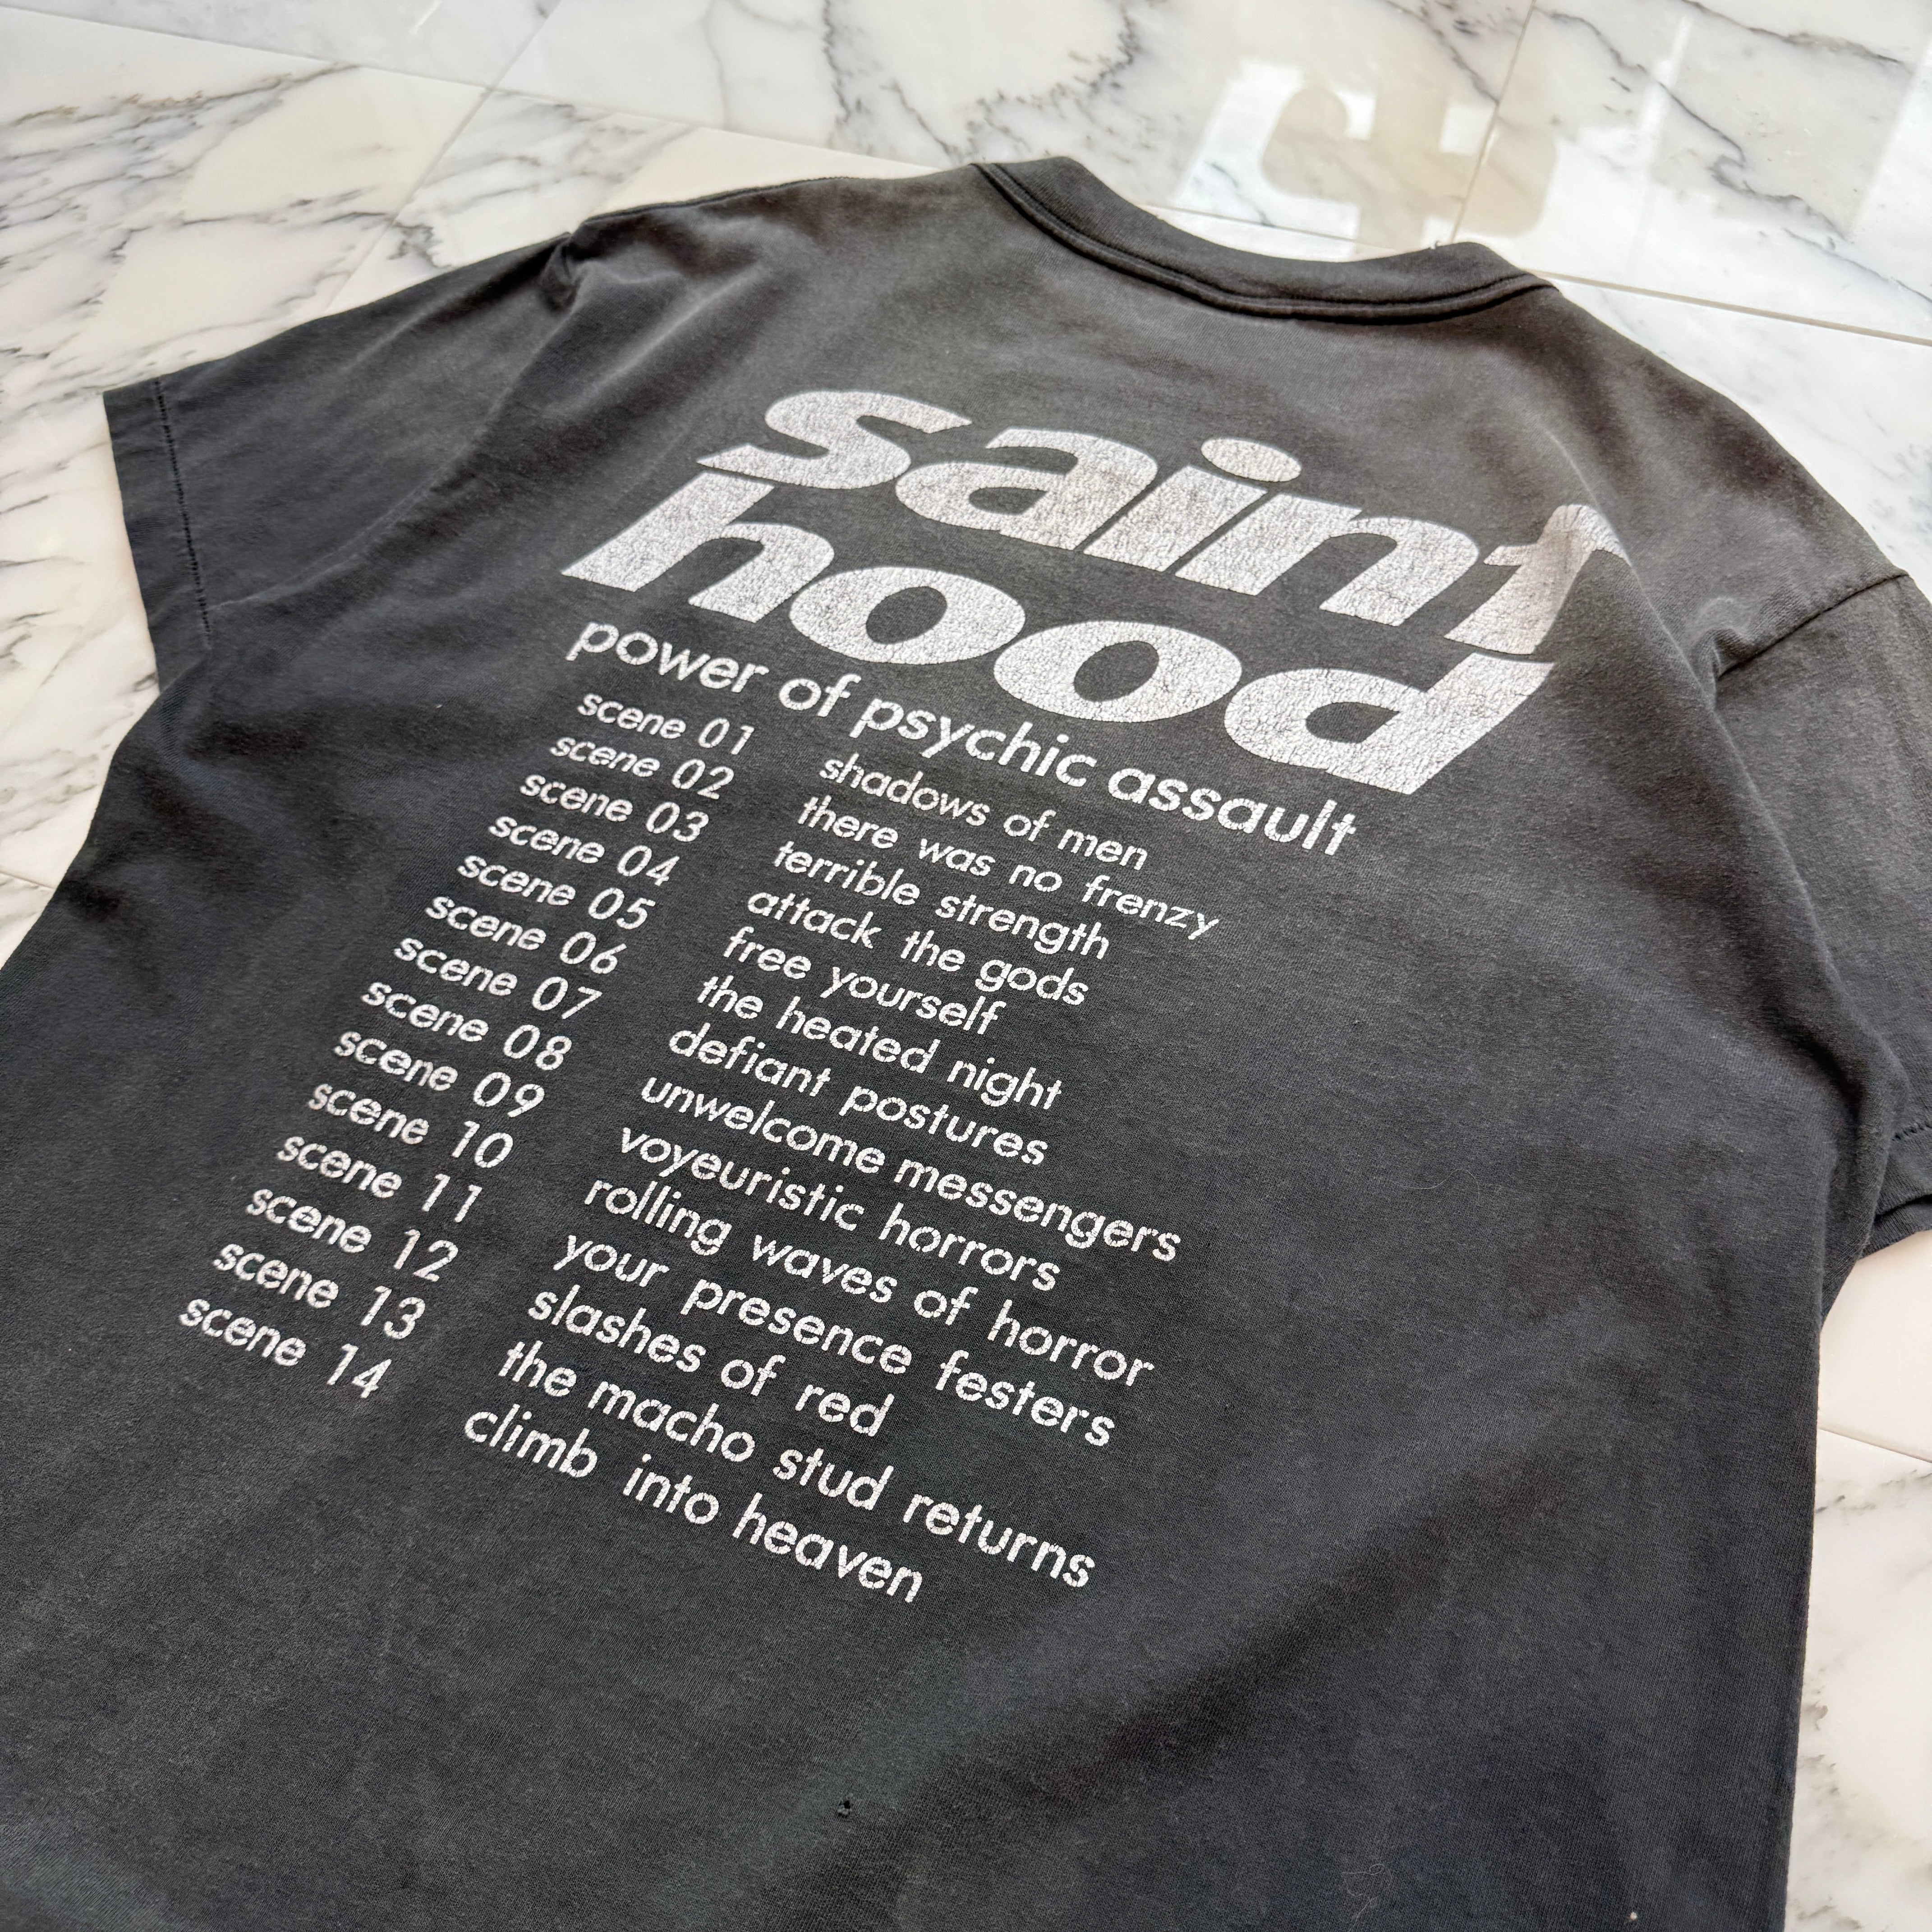 saint
hood
power of psychic assault
scene 01 shadows of men
scene 02 there was no frenzy
scene 03 terrible strength
scene 04 attack the gods
scene 05 free yourself
scene 06 the heated night
scene 07 defiant postures
scene 08 unwelcome messengers
scene 09 voyeuristic horrors
scene 10 rolling waves of horror
scene 11 your presence festers
scene 12 slashes of red
scene 13 the macho stud returns
scene 14 climb into heaven